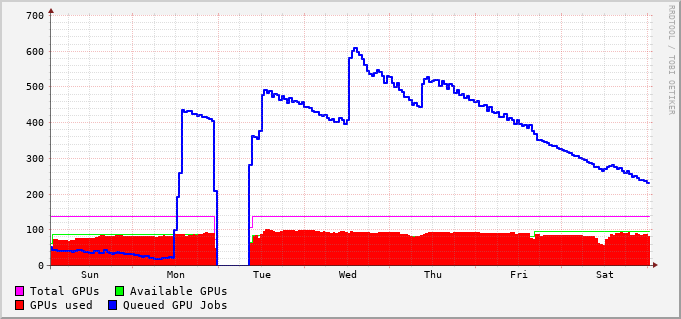 700
600
500
400
300
200
100
0
Sun Mon Tue Wed Thu Fri Sat
Total GPUs Available GPUs
GPUs used Queued GPU Jobs
RRDTOOL / TOBI OETIKER